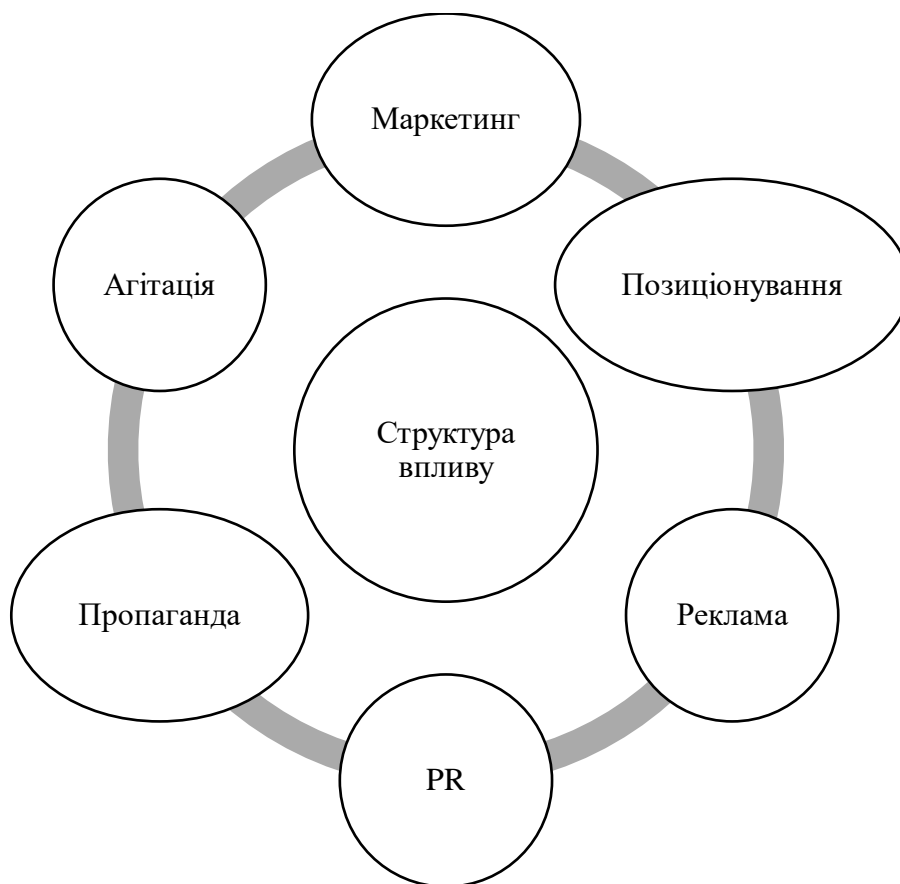 Маркетинг
Агітація
Позиціонування
Структура
впливу
Пропаганда
Реклама
PR